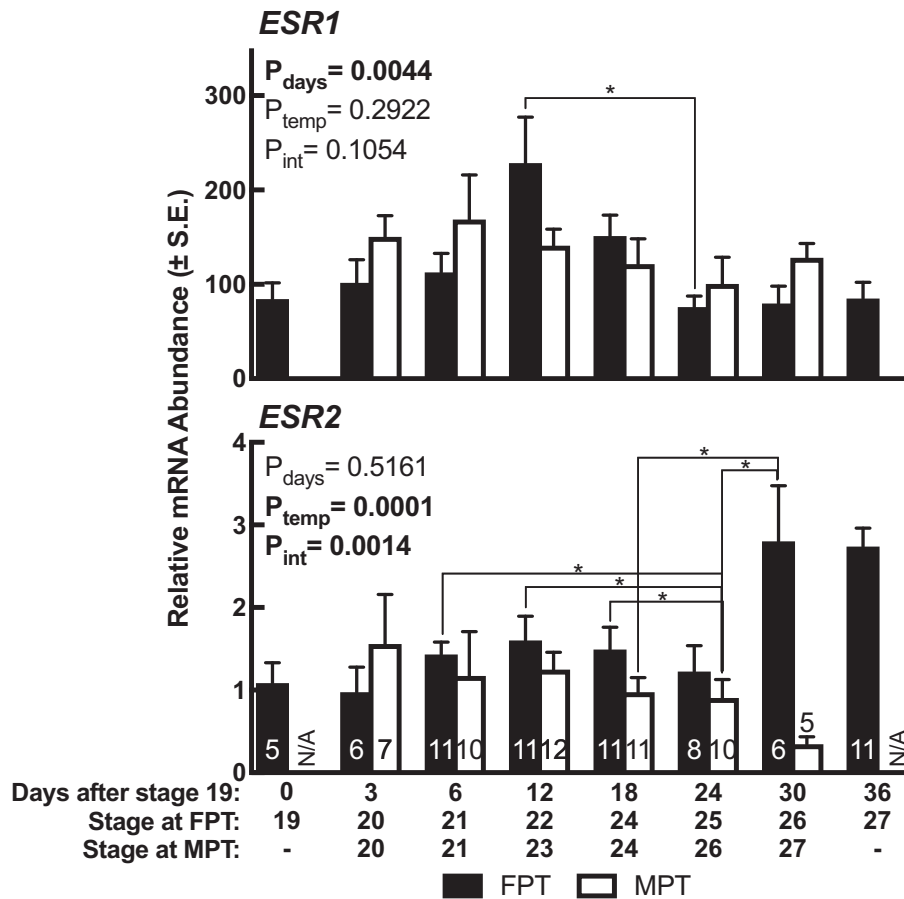 ESR1
P_days= 0.0044
P_temp= 0.2922
P_int= 0.1054
*
300
200
100
0
Relative mRNA Abundance (± S.E.)
ESR2
P_days= 0.5161
P_temp= 0.0001
P_int= 0.0014
4
3
2
1
0
*
*
*
*
*
5 N/A 6 7 11 10 11 12 11 11 8 10 6 5 11 N/A
Days after stage 19: 0 3 6 12 18 24 30 36
Stage at FPT: 19 20 21 22 24 25 26 27
Stage at MPT: - 20 21 23 24 26 27 -
FPT MPT